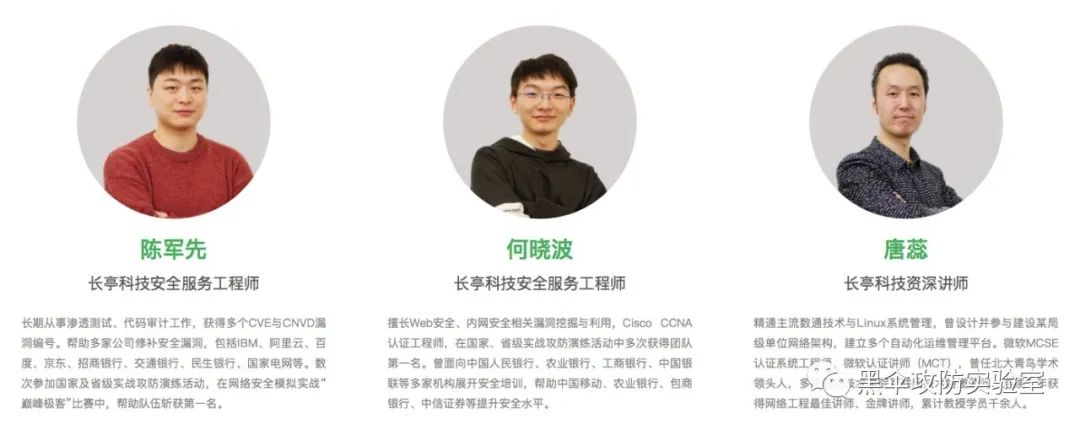 陈军先
长亭科技安全服务工程师
长期从事渗透测试、代码审计工作，获得多个CVE与CNVD漏
洞编号。帮助多家公司修补安全漏洞，包括IBM、阿里云、百
度、京东、招商银行、交通银行、民生银行、国家电网等。数
次参加国家及省级实战攻防演练活动，在网络安全模拟实战“
巅峰极客”比赛中，帮助队伍斩获第一名。
何晓波
长亭科技安全服务工程师
擅长Web安全、内网安全相关漏洞挖掘与利用，Cisco CCNA
认证工程师、在国家、省级实战攻防演练活动中多次获得团队
第一名。曾面向中国人民银行、农业银行、工商银行、中国银
联等多家机构展开安全培训，帮助中国移动、农业银行、包商
银行、中信证券等提升安全水平。
唐蕊
长亭科技资深讲师
精通主流数通技术与Linux系统管理，曾设计并参与建设某局
级单位网络架构，建立多个自动化运维管理平台。微软MCSE
认证系统工程师、微软认证讲师（MCT），曾任北大青鸟学术
领头人，多
得网络工程最佳讲师、金牌讲师，累计教授学员千余人。
黑伞攻防实验室